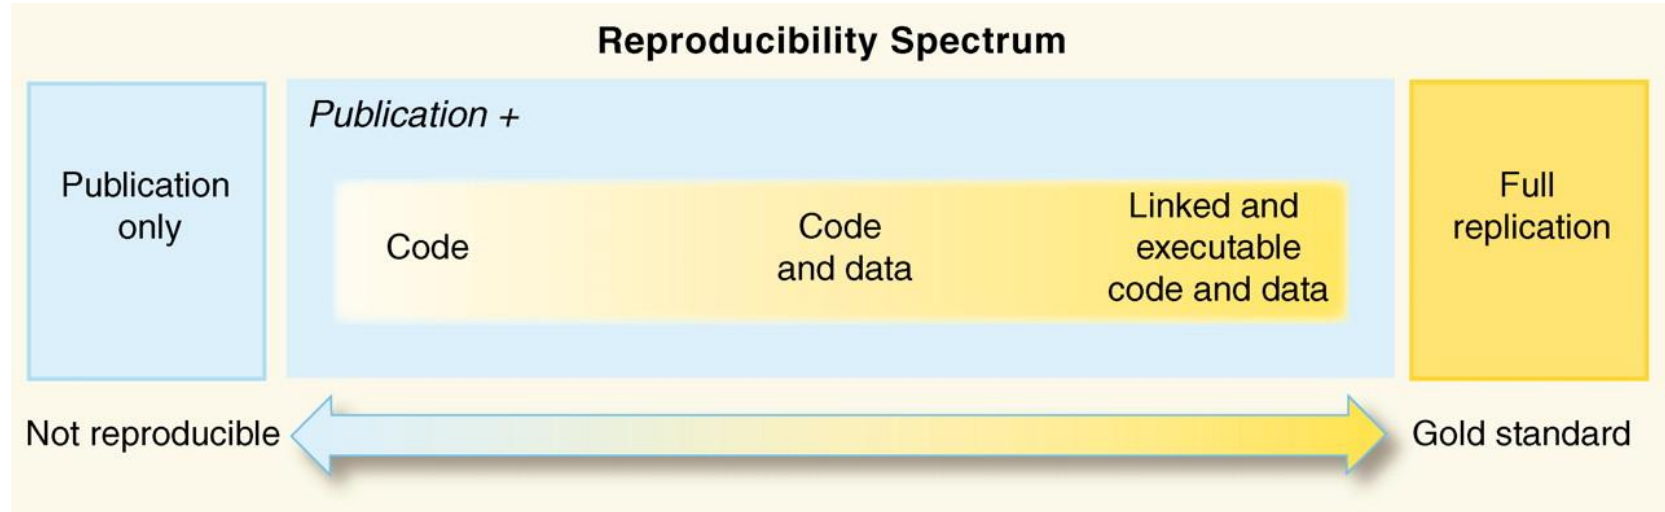 Reproducibility Spectrum
Publication
only
Publication +
Code
Code
and data
Linked and
executable
code and data
Full
replication
Not reproducible
Gold standard